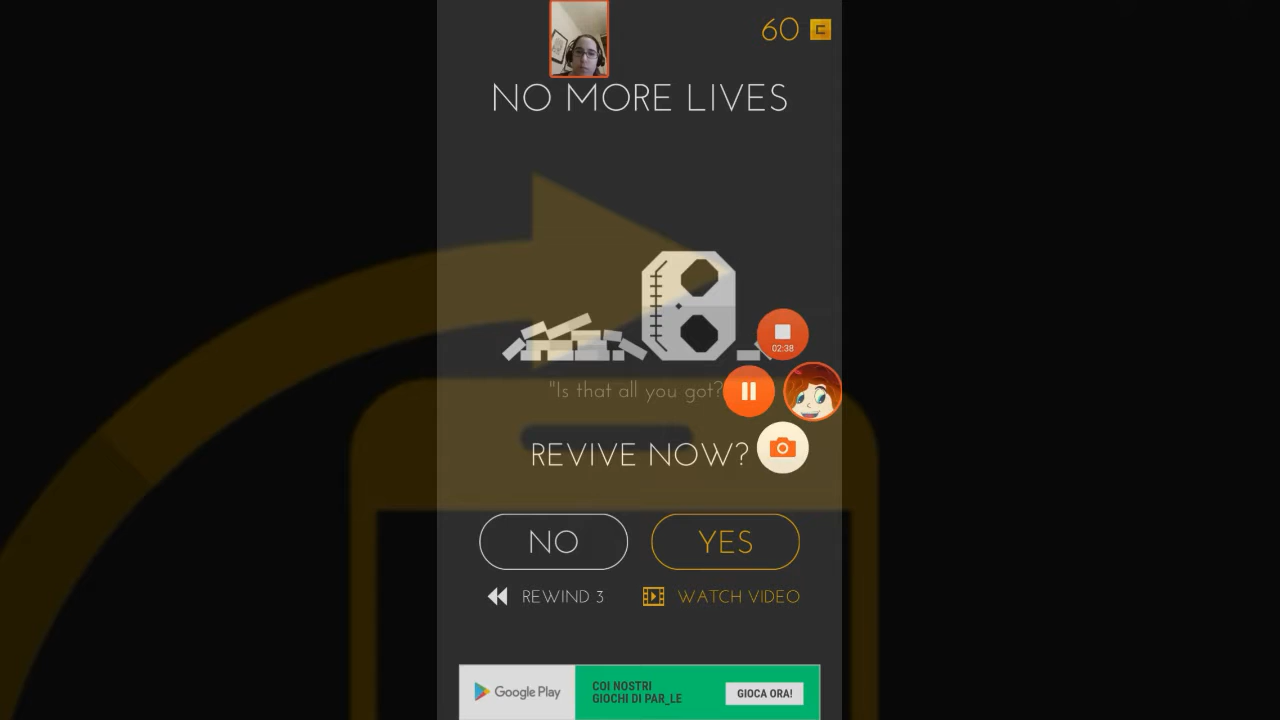 60
NO MORE LIVES
02:38
"Is that all you got?
REVIVE NOW?
NO
YES
REWIND 3
WATCH VIDEO
Google Play
COI NOSTRI
GIOCHI DI PAR_LE
GIOCA ORA!